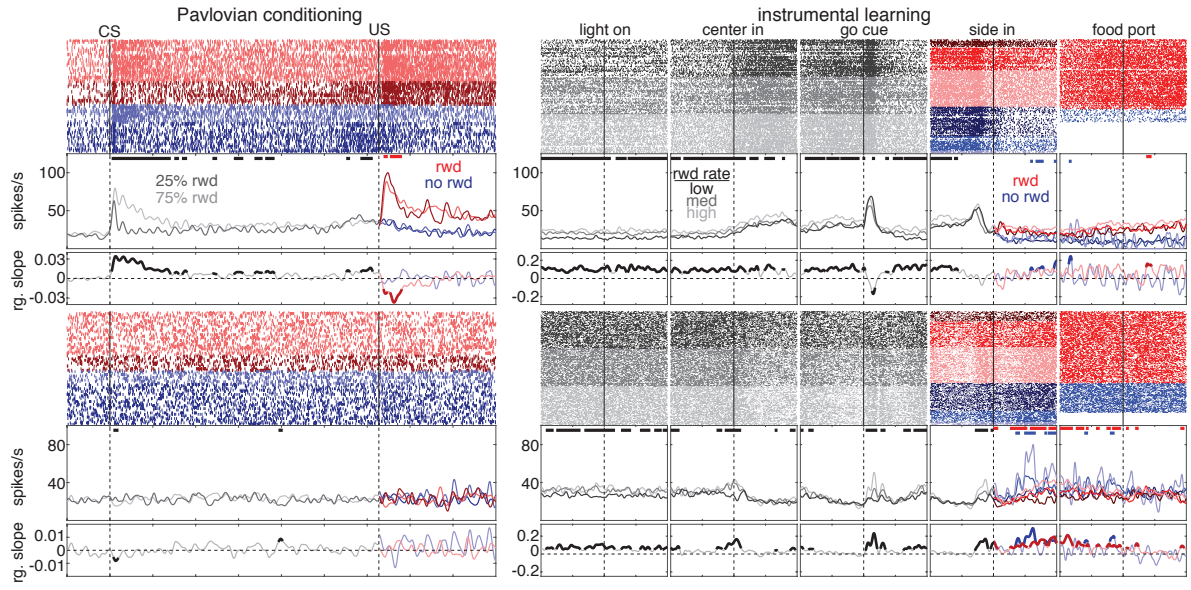 Pavlovian conditioning
instrumental learning
CS
US
light on
center in
go cue
side in
food port
spikes/s
100
50
25% rwd
75% rwd
rwd
no rwd
rwd rate
low
med
high
rwd
no rwd
rg. slope
0.03
0
-0.03
0.2
0
-0.2
spikes/s
80
40
80
40
rg. slope
0.01
0
-0.01
0.2
0
0.2